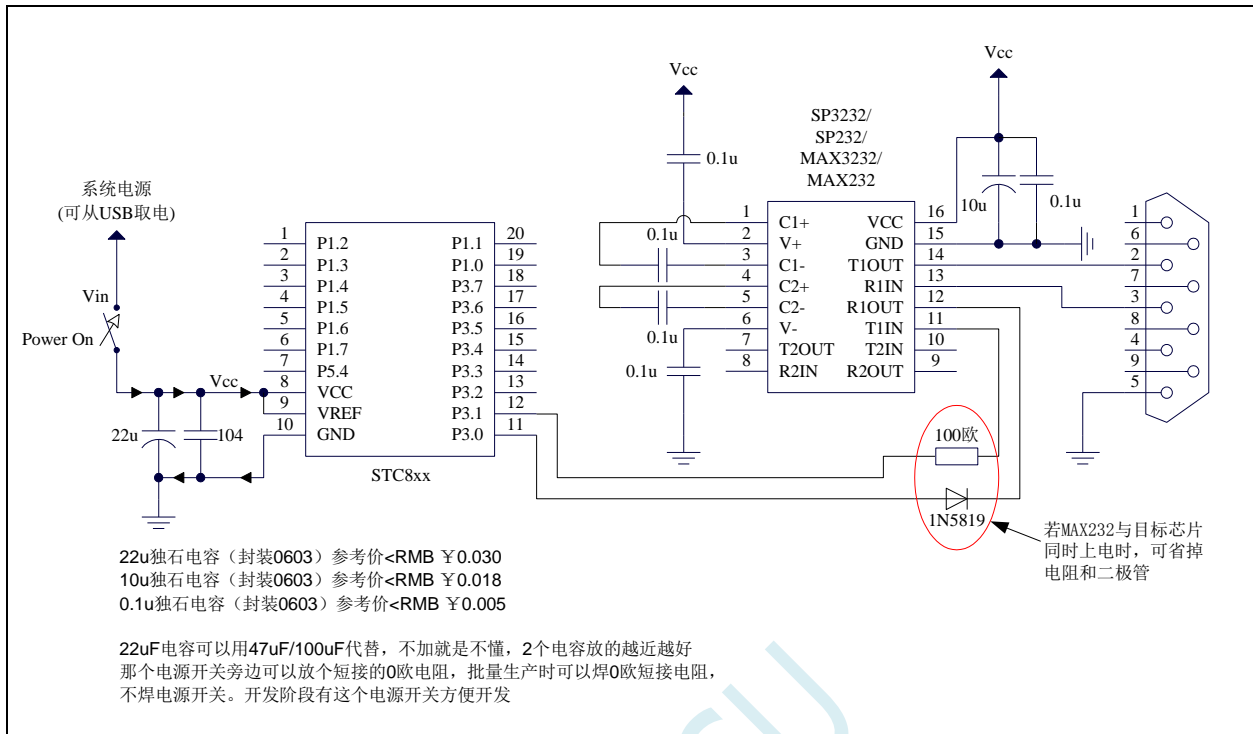 系统电源
(可从USB取电)
Vin
Power On
Vcc
22u
104
1 P1.2
2 P1.3
3 P1.4
4 P1.5
5 P1.6
6 P1.7
7 P5.4
8 VCC
9 VREF
10 GND
P1.1 20
P1.0 19
P3.7 18
P3.6 17
P3.5 16
P3.4 15
P3.3 14
P3.2 13
P3.1 12
P3.0 11
STC8xx
Vcc
0.1u
0.1u
0.1u
0.1u
SP3232/
SP232/
MAX3232/
MAX232
1 C1+
2 V+
3 C1-
4 C2+
5 C2-
6 V-
7 T2OUT
8 R2IN
VCC 16
GND 15
T1OUT 14
R1IN 13
R1OUT 12
T1IN 11
T2IN 10
R2OUT 9
Vcc
10u
0.1u
1
6
2
7
3
8
4
9
5
100欧
1N5819
若MAX232与目标芯片
同时上电时，可省掉
电阻和二极管
22u独石电容（封装0603）参考价<RMB ￥0.030
10u独石电容（封装0603）参考价<RMB ￥0.018
0.1u独石电容（封装0603）参考价<RMB ￥0.005
22uF电容可以用47uF/100uF代替，不加就是不懂，2个电容放的越近越好
那个电源开关旁边可以放个短接的0欧电阻，批量生产时可以焊0欧短接电阻，
不焊电源开关。开发阶段有这个电源开关方便开发